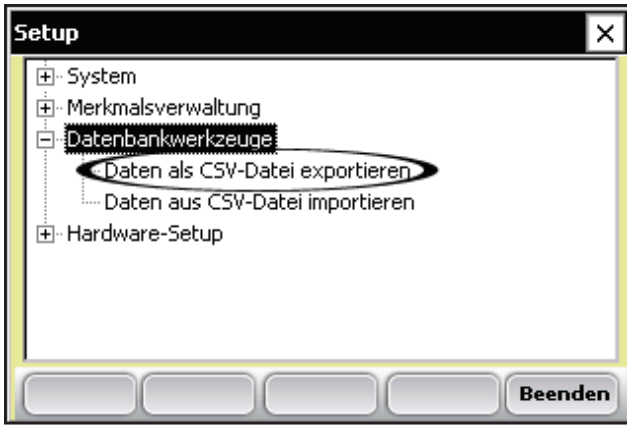 Setup
System
Merkmalsverwaltung
Datenbankwerkzeuge
Daten als CSV-Datei exportieren
Daten aus CSV-Datei importieren
Hardware-Setup
Beenden